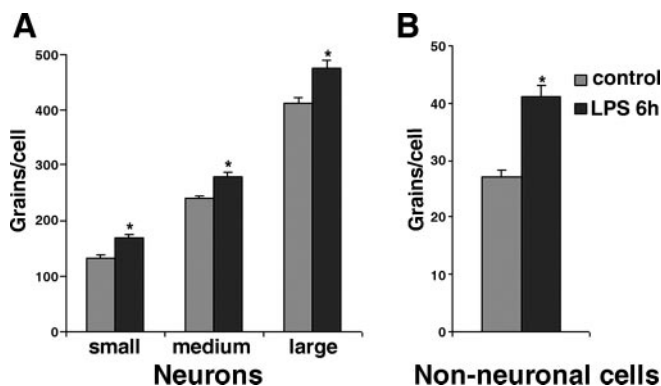 A
Grains/cell
500
400
300
200
100
0
*
*
*
small medium large
Neurons
B
Grains/cell
50
40
30
20
10
0
*
control
LPS 6h
Non-neuronal cells